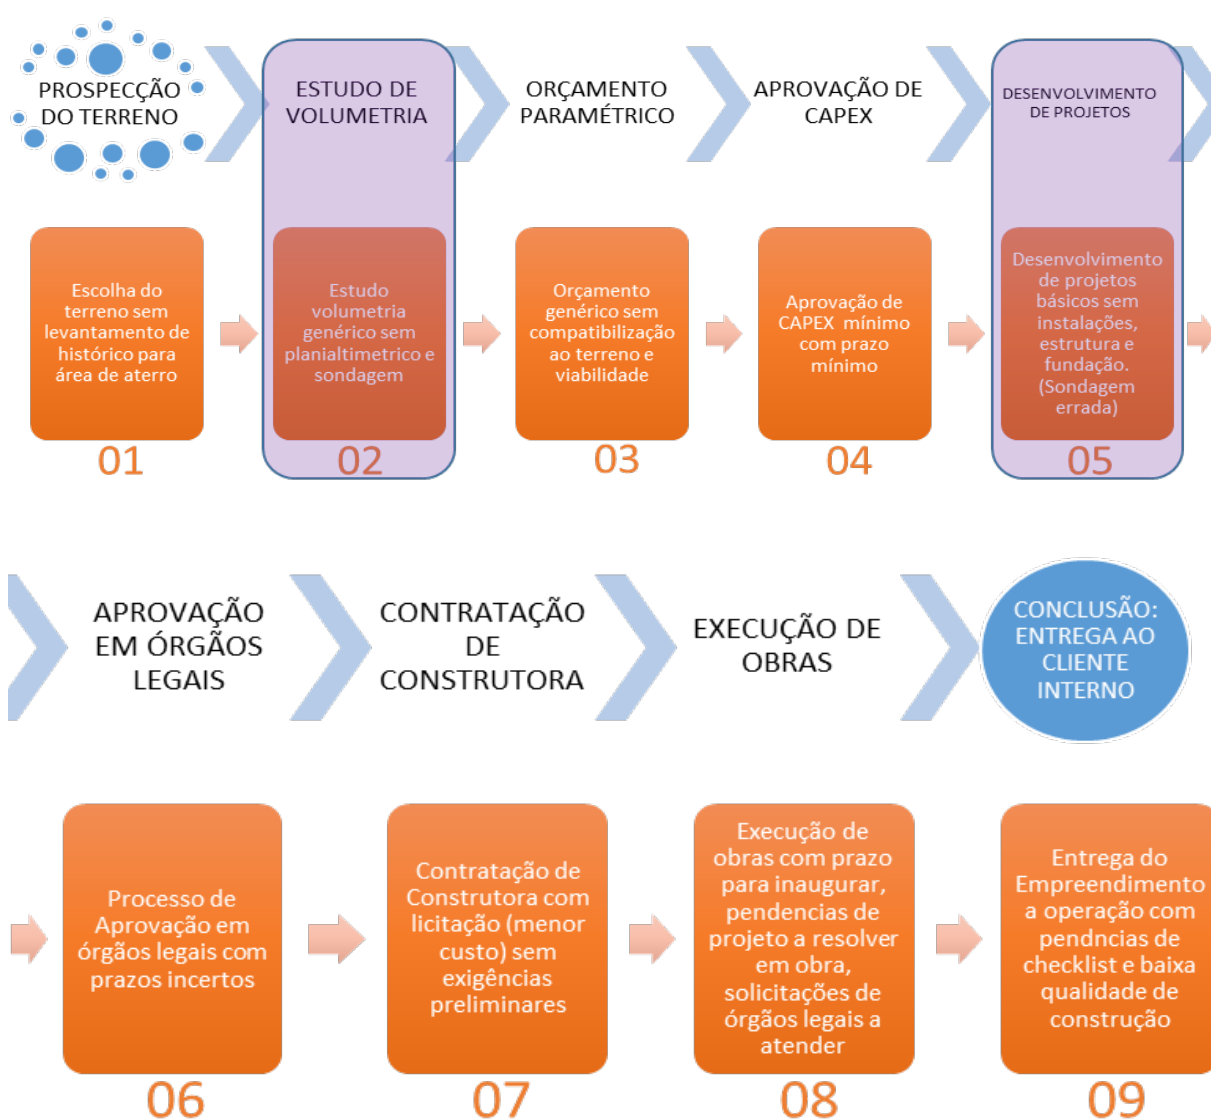 PROSPECÇÃO
DO TERRENO
ESTUDO DE
VOLUMETRIA
ORÇAMENTO
PARAMÉTRICO
APROVAÇÃO DE
CAPEX
DESENVOLVIMENTO
DE PROJETOS
Escolha do
terreno sem
levantamento de
histórico para
área de aterro
01
Estudo
volumetria
genérico sem
planialtimetrico e
sondagem
02
Orçamento
genérico sem
compatibilização
ao terreno e
viabilidade
03
Aprovação de
CAPEX mínimo
com prazo
mínimo
04
Desenvolvimento
de projetos
básicos sem
instalações,
estrutura e
fundação.
(Sondagem
errada)
05
APROVAÇÃO
EM ÓRGÃOS
LEGAIS
CONTRATAÇÃO
DE
CONSTRUTORA
EXECUÇÃO DE
OBRAS
CONCLUSÃO:
ENTREGA AO
CLIENTE
INTERNO
Processo de
Aprovação em
órgãos legais com
prazos incertos
06
Contratação de
Construtora com
licitação (menor
custo) sem
exigências
preliminares
07
Execução de
obras com prazo
para inaugurar,
pendencias de
projeto a resolver
em obra,
solicitações de
órgãos legais a
atender
08
Entrega do
Empreendimento
a operação com
pendncias de
checklist e baixa
qualidade de
construção
09